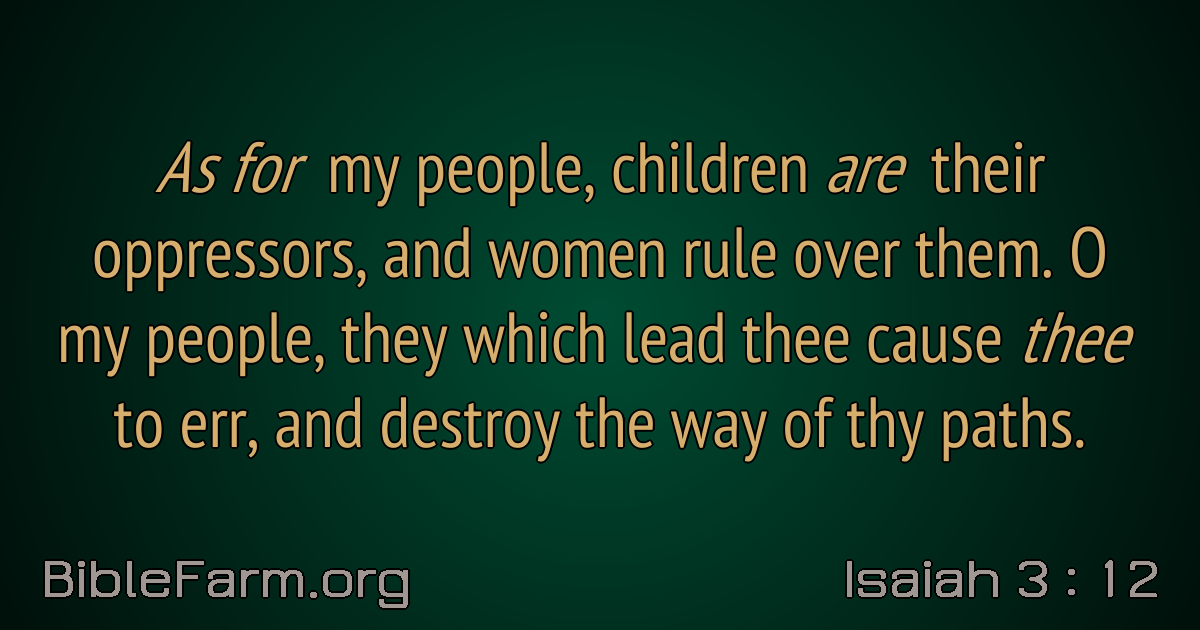 As for my people, children are their
oppressors, and women rule over them. O
my people, they which lead thee cause thee
to err, and destroy the way of thy paths.
BibleFarm.org
Isaiah 3 : 12